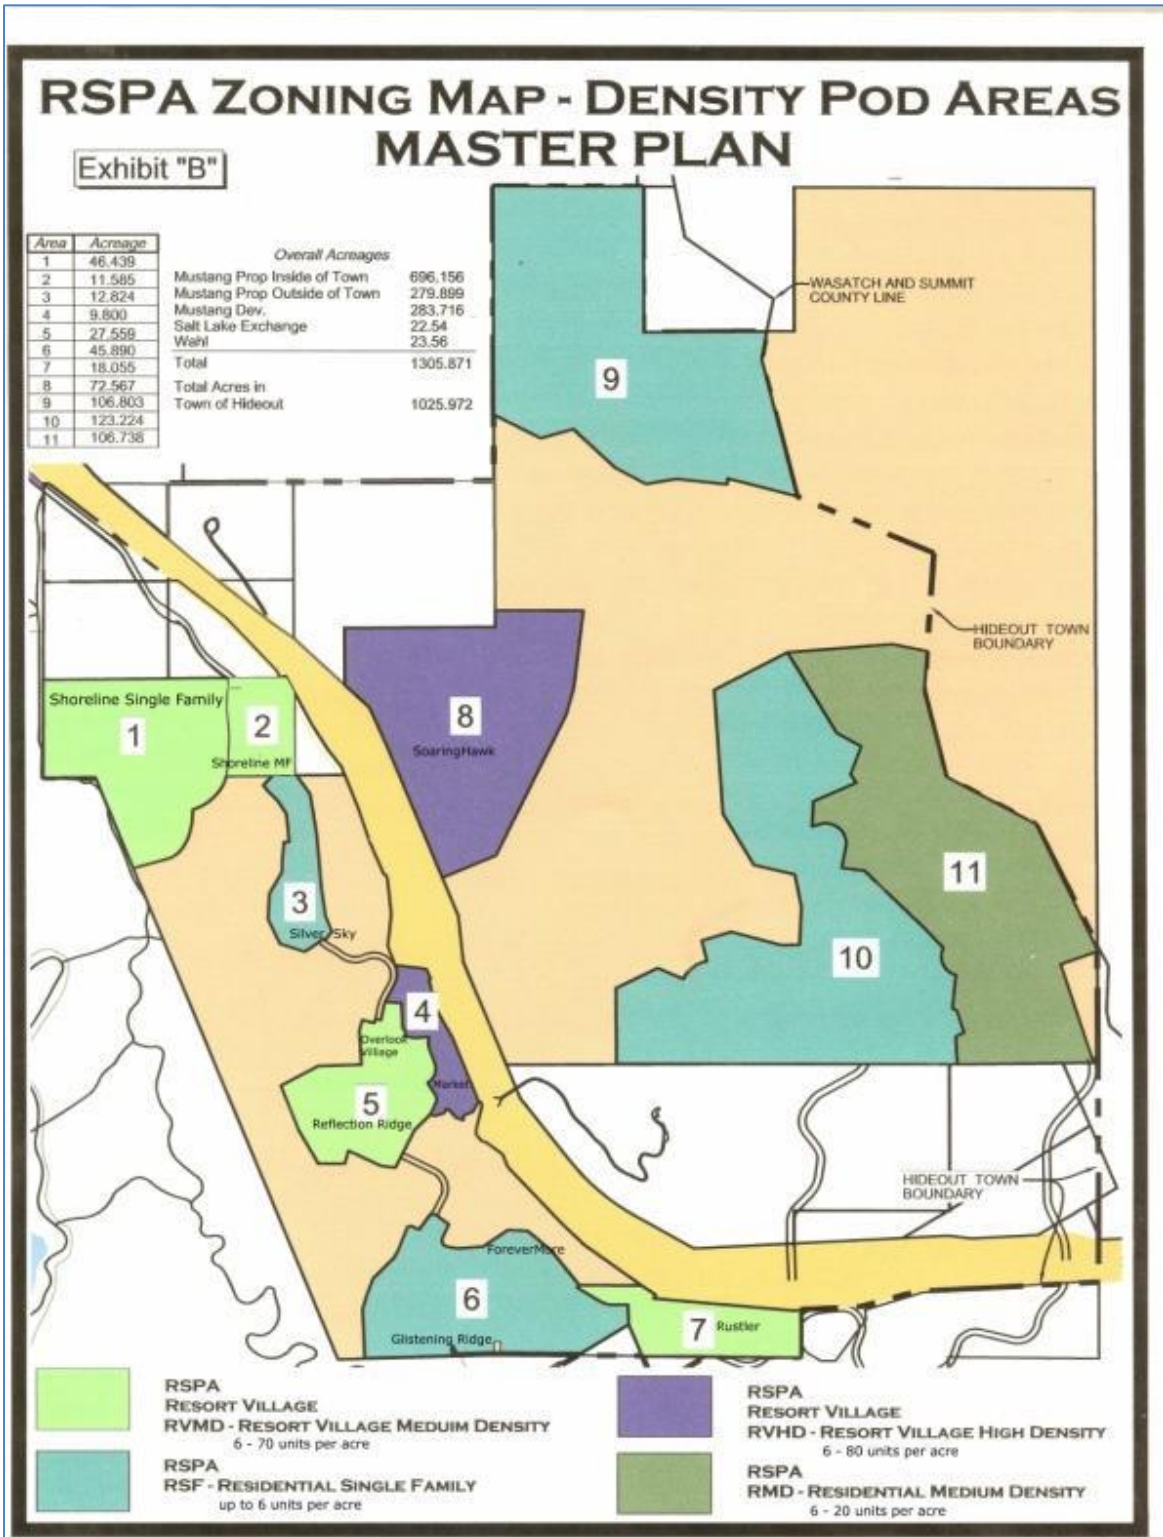 RSPA ZONING MAP - DENSITY POD AREAS
MASTER PLAN
Exhibit "B"
Area Acreage
1 46.439
2 11.585
3 12.824
4 9.800
5 27.559
6 45.890
7 18.055
8 72.567
9 106.803
10 123.224
11 106.738
Overall Acreages
Mustang Prop Inside of Town 696.156
Mustang Prop Outside of Town 279.899
Mustang Dev. 283.716
Salt Lake Exchange 22.54
Wahl 23.56
Total 1305.871
Total Acres in
Town of Hideout 1025.972
WASATCH AND SUMMIT
COUNTY LINE
9
HIDEOUT TOWN
BOUNDARY
Shoreline Single Family
1
2
Shoreline MF
8
SoaringHawk
3
Silver Sky
11
10
4
Overlook
Village
Market
5
Reflection Ridge
HIDEOUT TOWN
BOUNDARY
ForeverMore
6
Glistening Ridge
7
Rustler
RSPA
RESORT VILLAGE
RVMD - RESORT VILLAGE MEDUIM DENSITY
6 - 70 units per acre
RSPA
RSF - RESIDENTIAL SINGLE FAMILY
up to 6 units per acre
RSPA
RESORT VILLAGE
RVHD - RESORT VILLAGE HIGH DENSITY
6 - 80 units per acre
RSPA
RMD - RESIDENTIAL MEDIUM DENSITY
6 - 20 units per acre